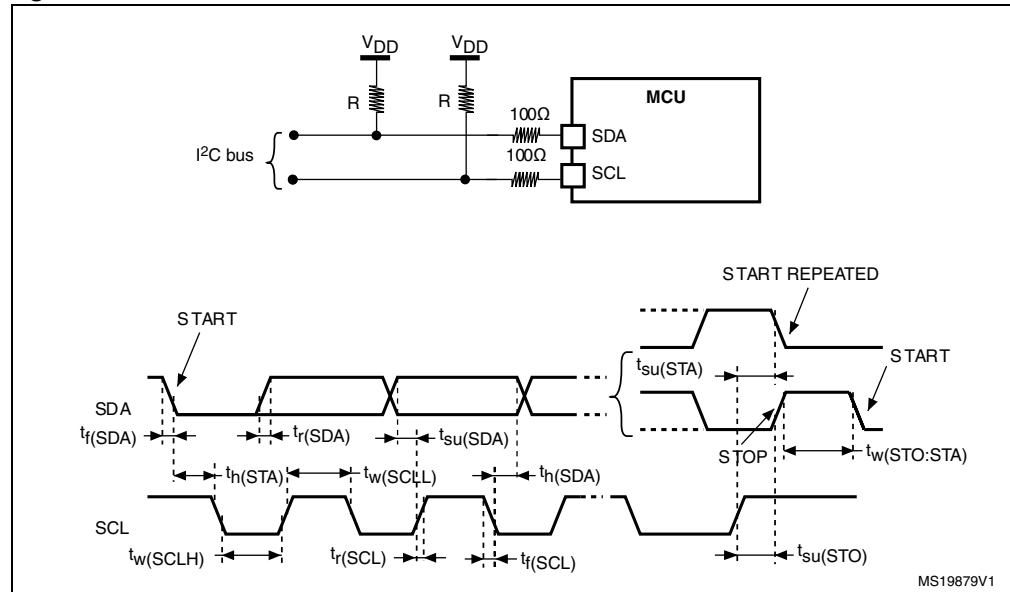 VDD VDD
R R
100Ω
100Ω
MCU
SDA
SCL
I2C bus
START REPEATED
START
START
tsu(STA)
SDA
tf(SDA)
tr(SDA)
tsu(SDA)
STOP
tw(STO:STA)
th(STA)
tw(SCLL)
th(SDA)
SCL
tw(SCLH)
tr(SCL)
tf(SCL)
tsu(STO)
MS19879V1